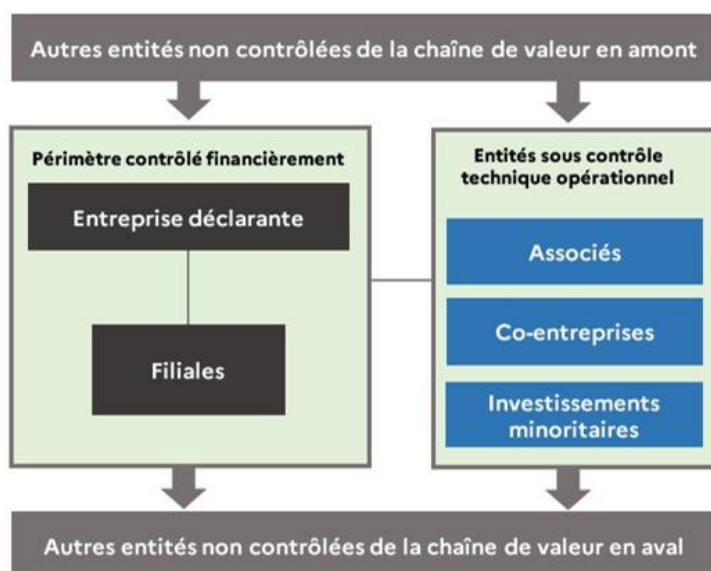 Autres entités non contrôlées de la chaîne de valeur en amont
Périmètre contrôlé financièrement
Entreprise déclarante
Filiales
Entités sous contrôle
technique opérationnel
Associés
Co-entreprises
Investissements
minoritaires
Autres entités non contrôlées de la chaîne de valeur en aval